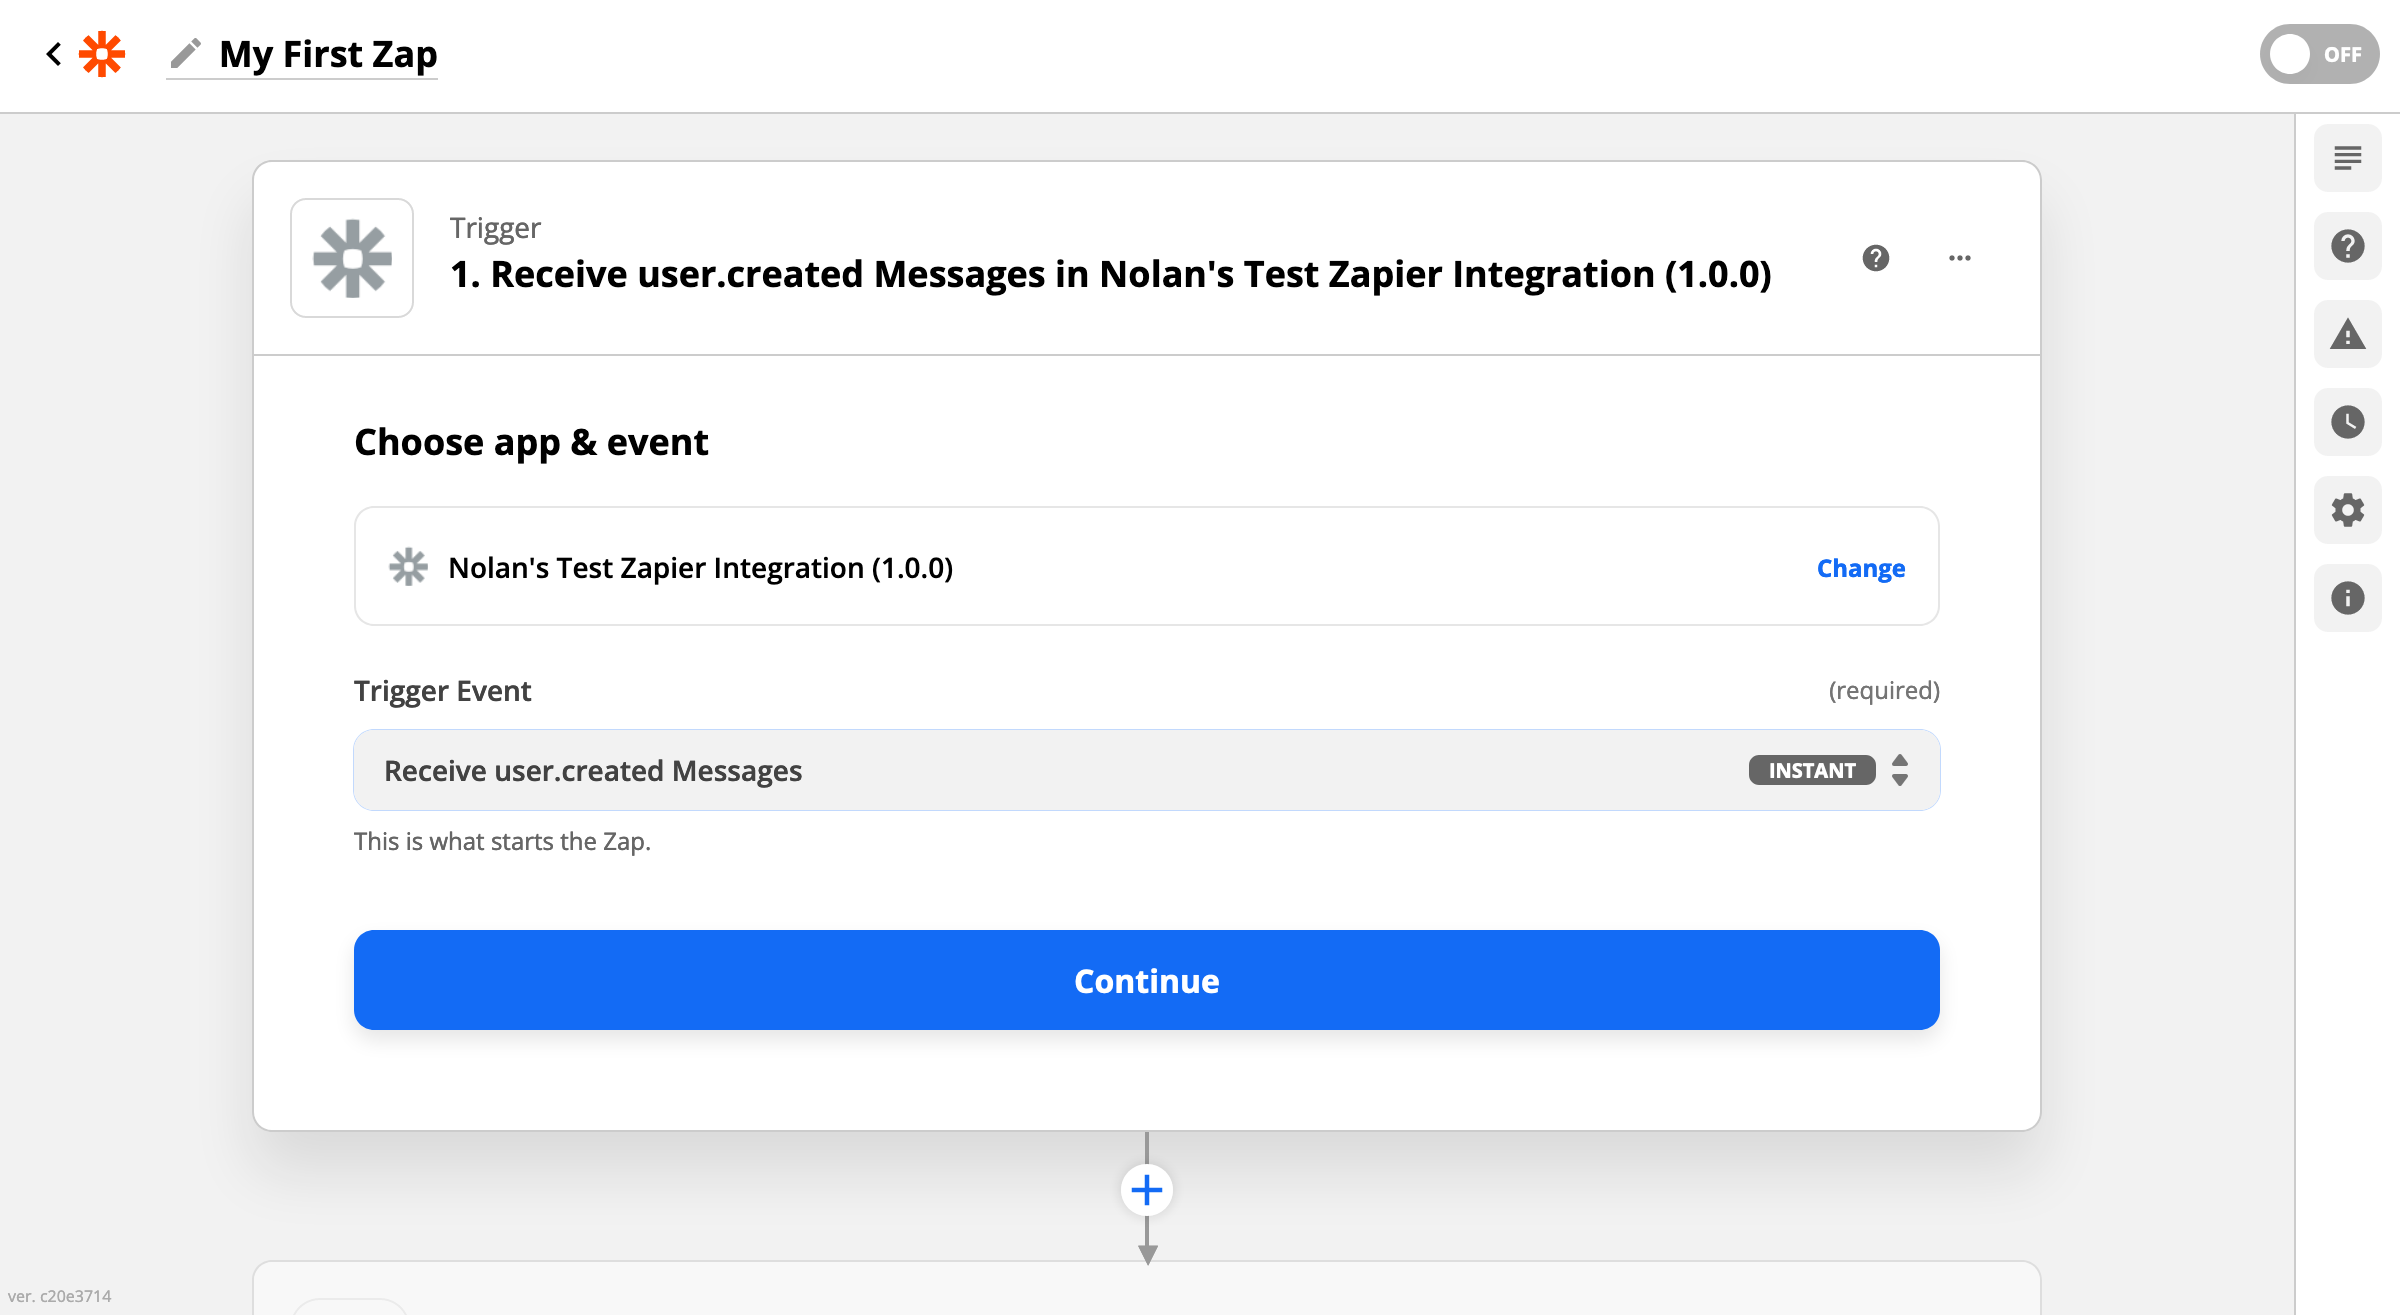 My First Zap
OFF
Trigger
1. Receive user.created Messages in Nolan's Test Zapier Integration (1.0.0)
Choose app & event
Nolan's Test Zapier Integration (1.0.0)
Change
Trigger Event
(required)
Receive user.created Messages
INSTANT
This is what starts the Zap.
Continue
ver. c20e3714